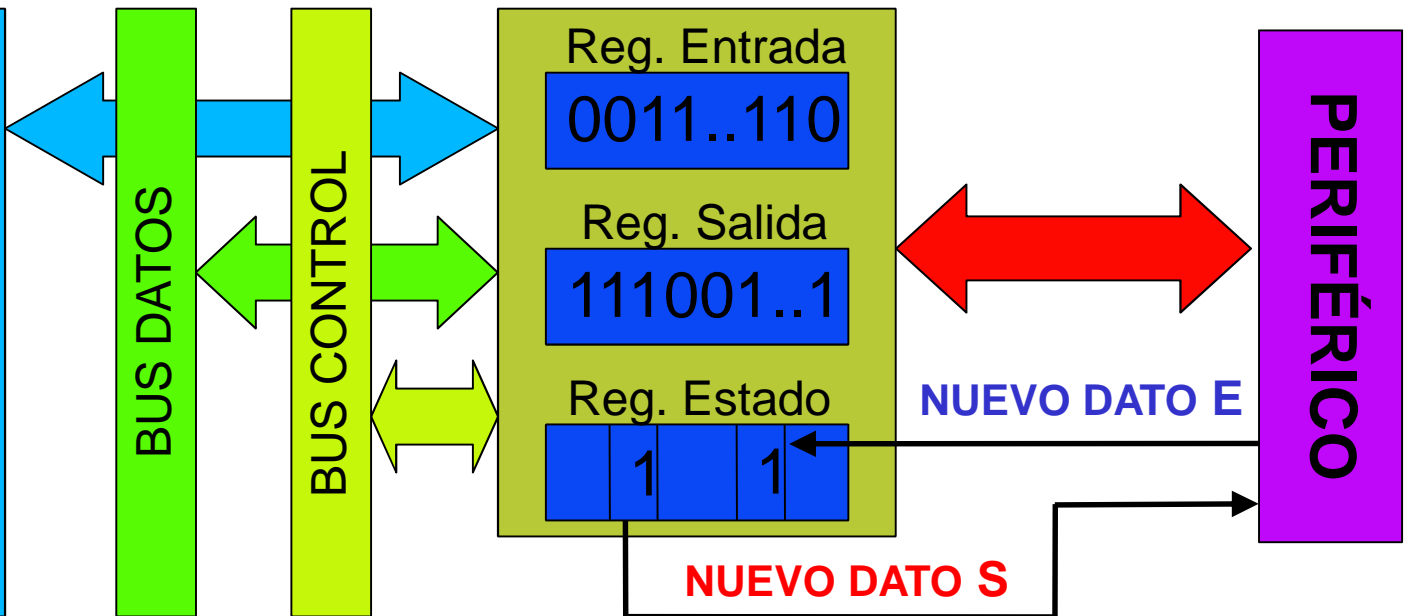 BUS DATOS
BUS CONTROL
Reg. Entrada
0011..110
Reg. Salida
111001..1
Reg. Estado
1 1
NUEVO DATO E
NUEVO DATO S
PERIFÉRICO